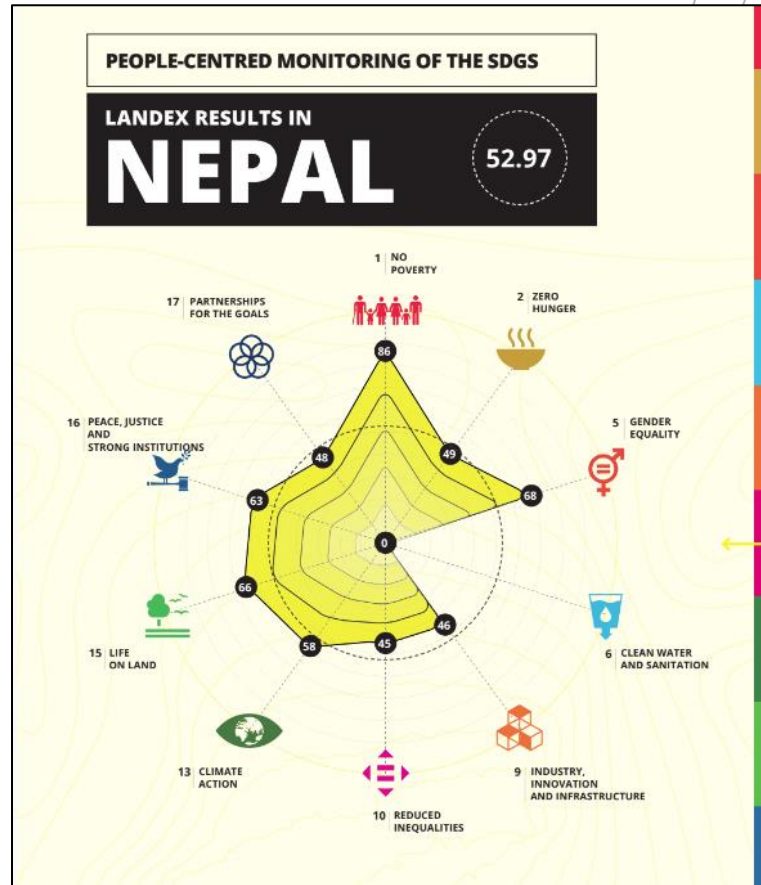 PEOPLE-CENTRED MONITORING OF THE SDGS
LANDEX RESULTS IN
NEPAL
52.97
1 NO
POVERTY
2 ZERO
HUNGER
17 PARTNERSHIPS
FOR THE GOALS
86
16 PEACE, JUSTICE
AND
STRONG INSTITUTIONS
5 GENDER
EQUALITY
48
49
63
68
0
66
58
45
46
15 LIFE
ON LAND
6 CLEAN WATER
AND SANITATION
13 CLIMATE
ACTION
9 INDUSTRY,
INNOVATION
AND INFRASTRUCTURE
10 REDUCED
INEQUALITIES